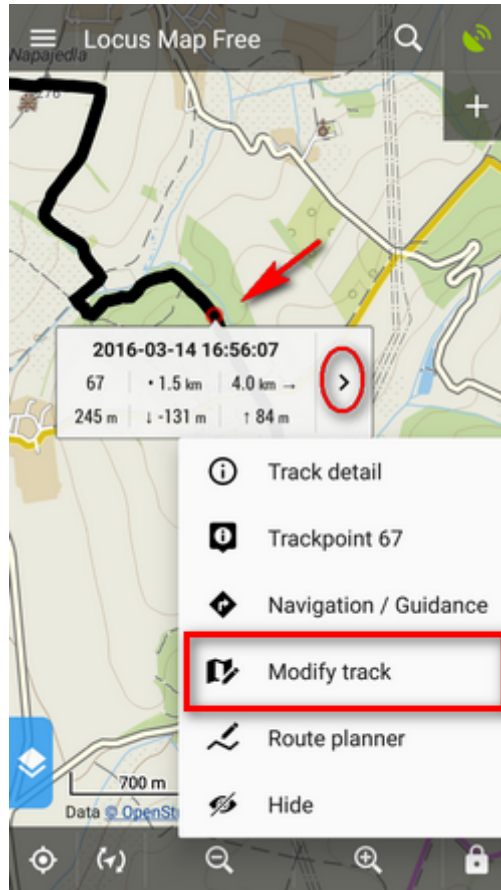 Locus Map Free
Napajedla
276
2016-03-14 16:56:07
67 • 1.5 km 4.0 km →
245 m ↓ -131 m ↑ 84 m
Track detail
Trackpoint 67
Navigation / Guidance
Modify track
Route planner
Hide
700 m
Data © OpenSt